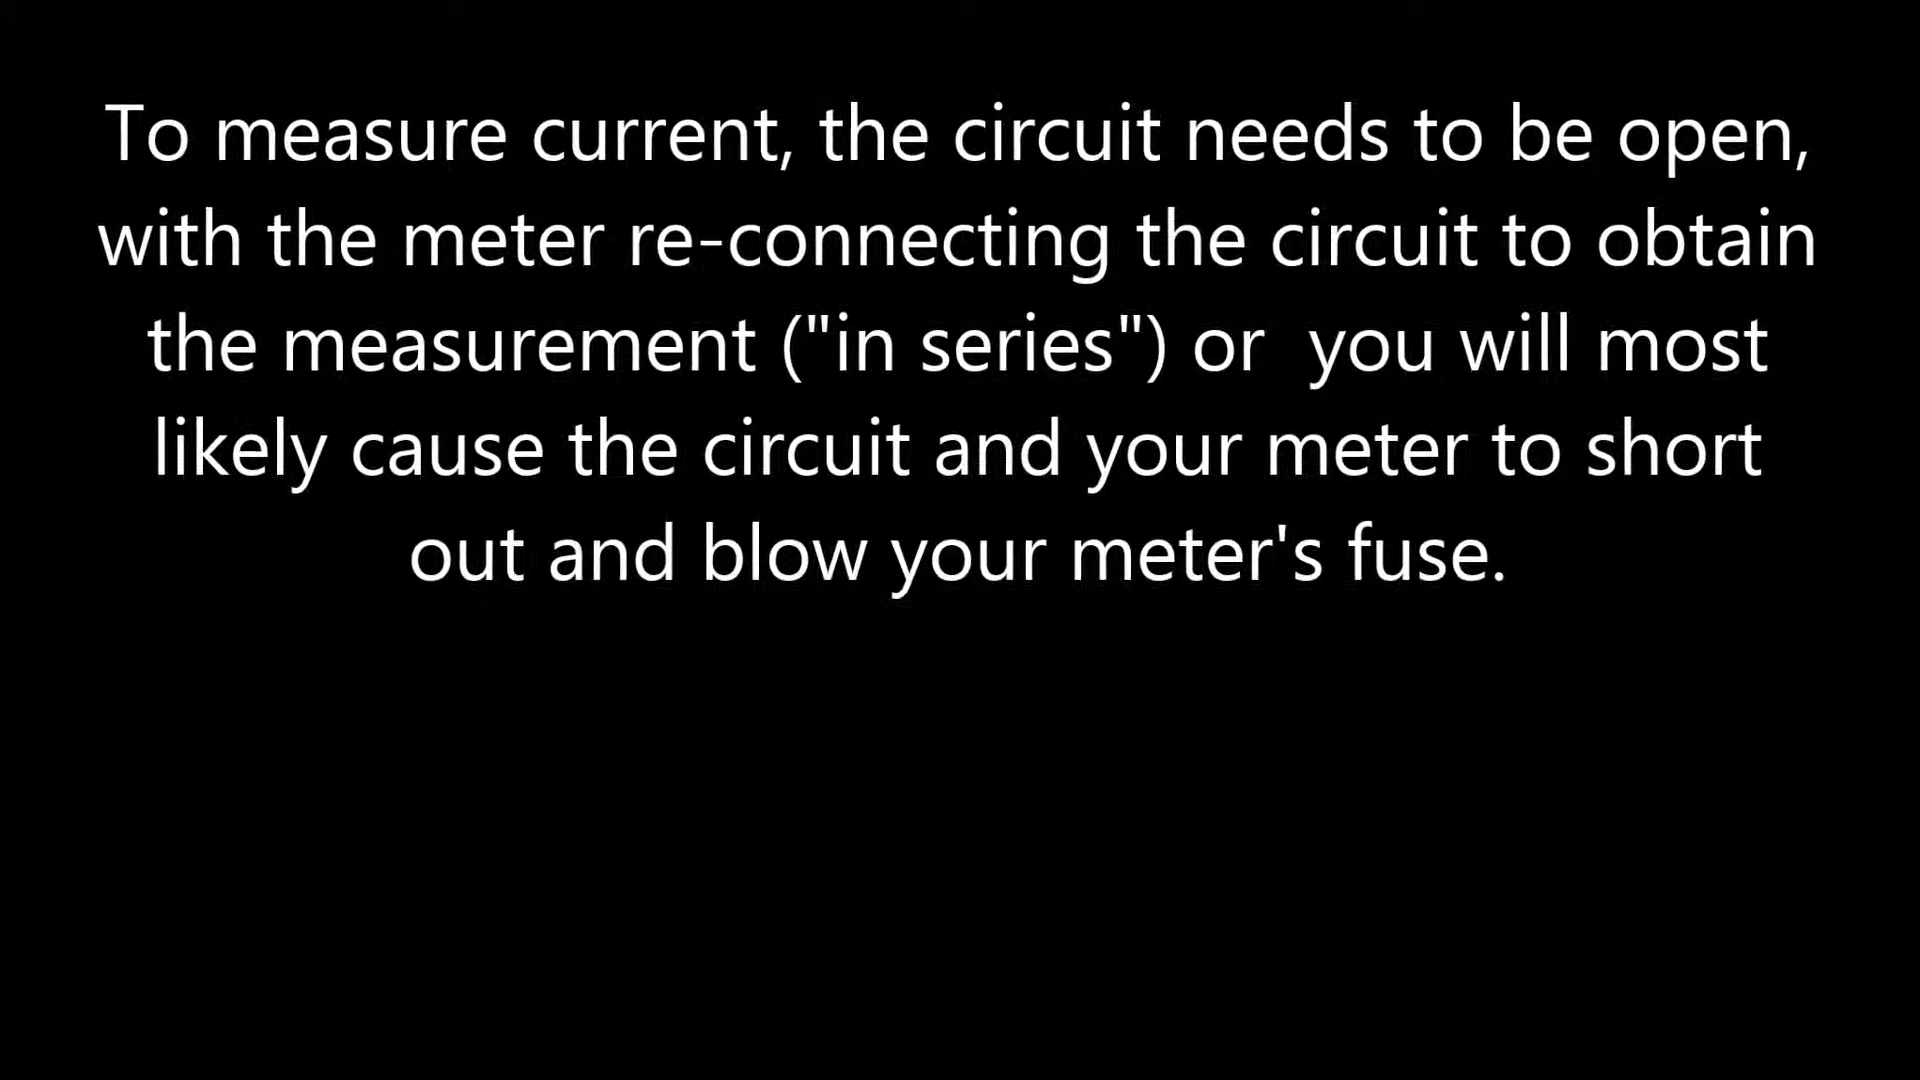 To measure current, the circuit needs to be open,
with the meter re-connecting the circuit to obtain
the measurement ("in series") or  you will most
likely cause the circuit and your meter to short
out and blow your meter's fuse.